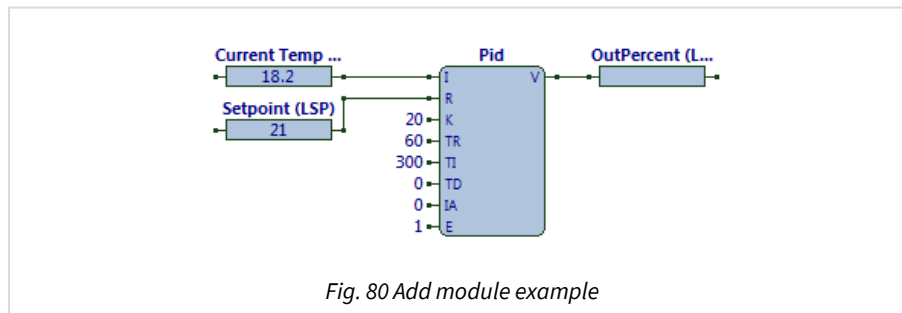 Current Temp ...
18.2
Setpoint (LSP)
21
Pid
I V
R
20 K
60 TR
300 TI
0 TD
0 IA
1 E
OutPercent (L...
Fig. 80 Add module example